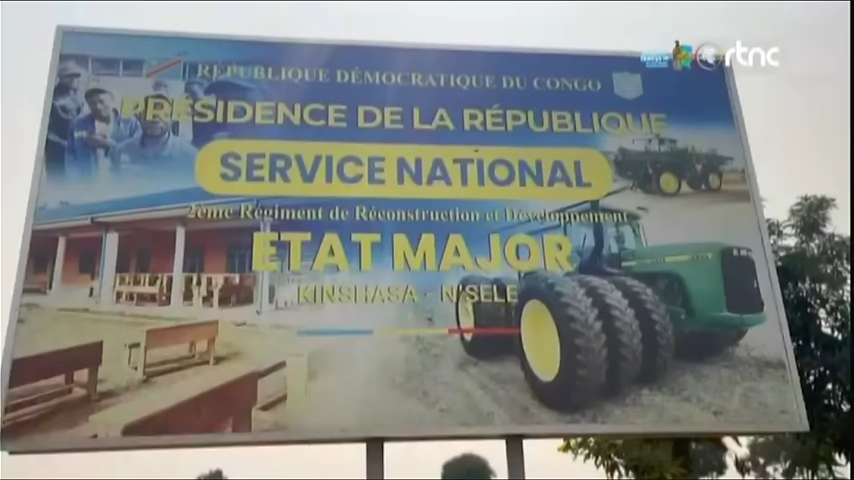 rtnc
RÉPUBLIQUE DÉMOCRATIQUE DU CONGO
PRÉSIDENCE DE LA RÉPUBLIQUE
SERVICE NATIONAL
2ème Régiment de Réconstruction et Développement
ETAT MAJOR
KINSHASA - N'SELE